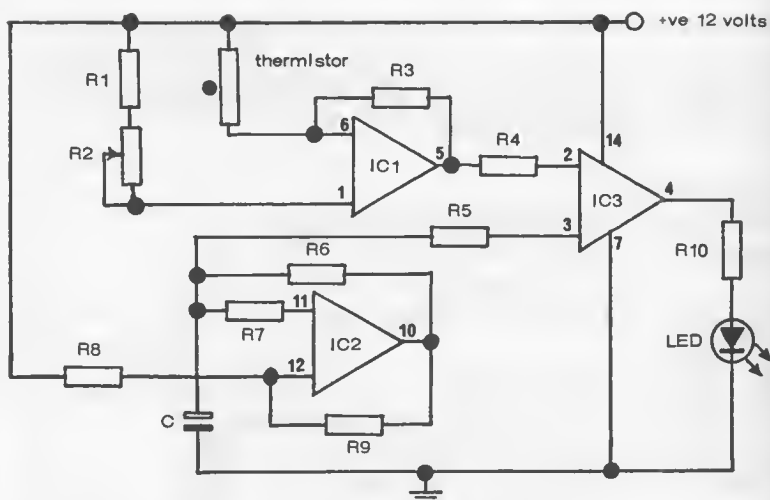 +ve 12 volts
R1
thermistor
R3
R2
6
5
IC1
1
R4
14
2
IC3
4
3
7
R5
R10
R6
11
R7
10
IC2
12
LED
R8
C
R9